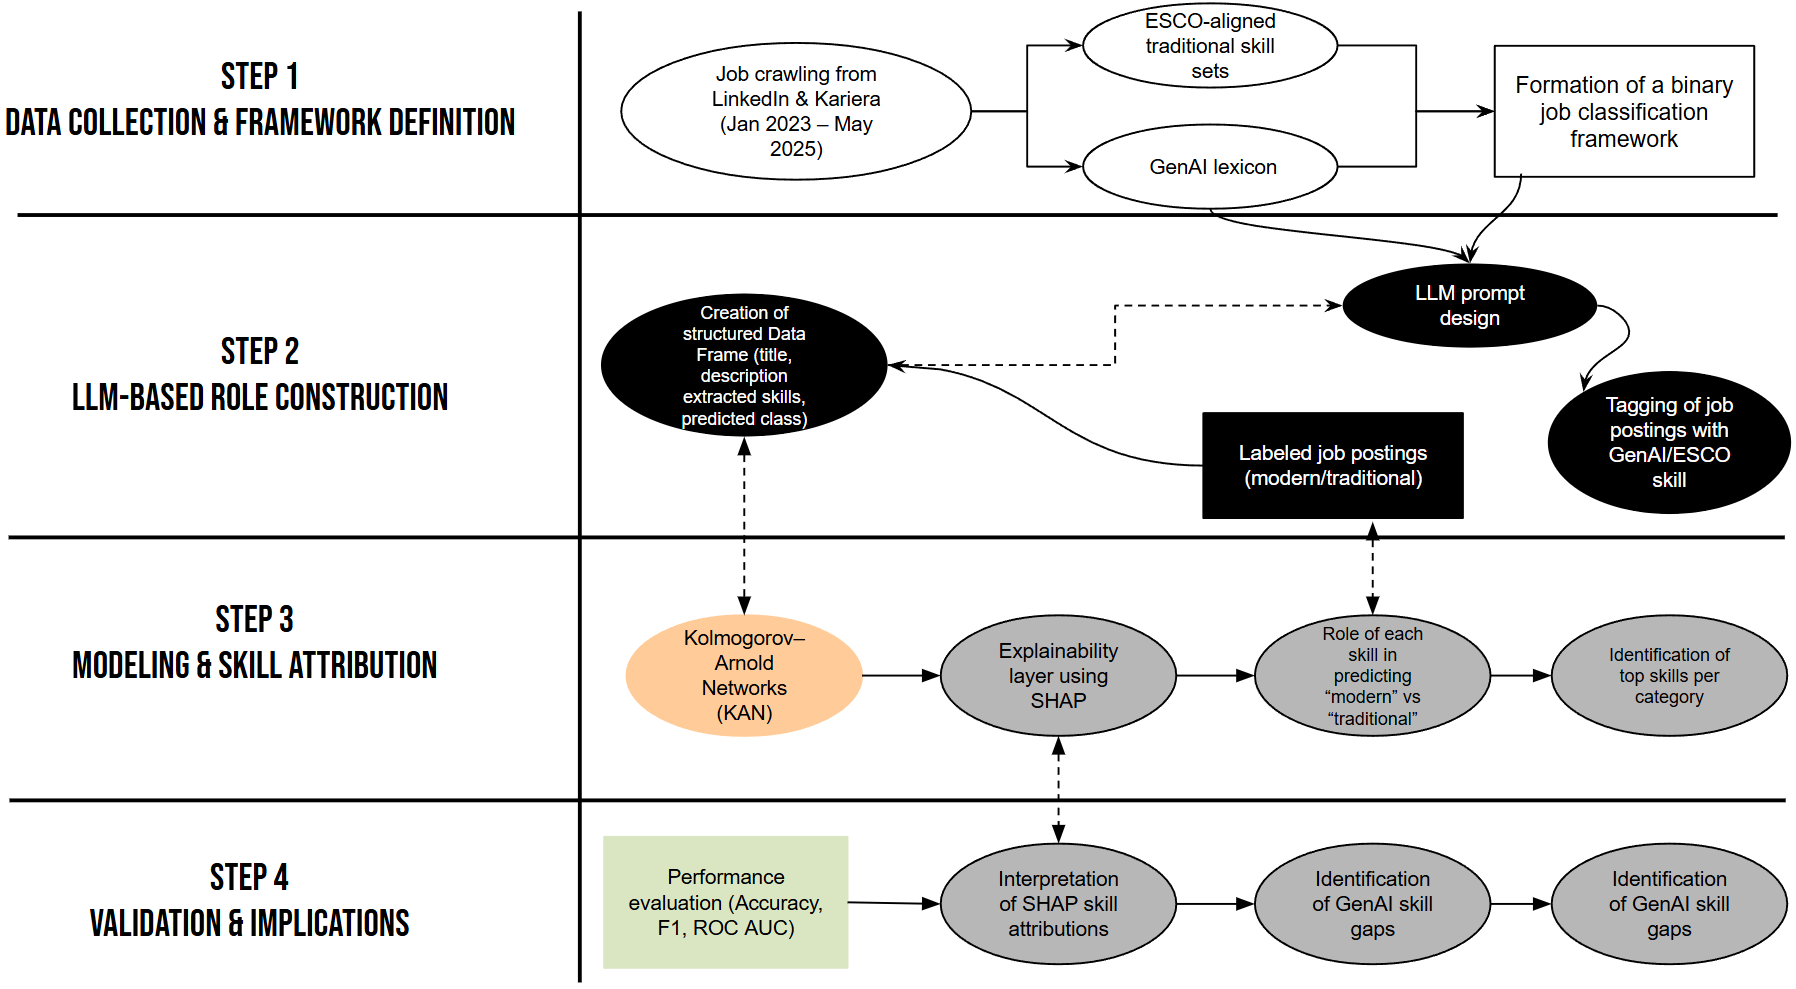 STEP 1
DATA COLLECTION & FRAMEWORK DEFINITION
Job crawling from
LinkedIn & Kariera
(Jan 2023 – May
2025)
ESCO-aligned
traditional skill
sets
GenAI lexicon
Formation of a binary
job classification
framework
STEP 2
LLM-BASED ROLE CONSTRUCTION
Creation of
structured Data
Frame (title,
description
extracted skills,
predicted class)
LLM prompt
design
Labeled job postings
(modern/traditional)
Tagging of job
postings with
GenAI/ESCO
skill
STEP 3
MODELING & SKILL ATTRIBUTION
Kolmogorov–
Arnold
Networks
(KAN)
Explainability
layer using
SHAP
Role of each
skill in
predicting
“modern” vs
“traditional”
Identification of
top skills per
category
STEP 4
VALIDATION & IMPLICATIONS
Performance
evaluation (Accuracy,
F1, ROC AUC)
Interpretation
of SHAP skill
attributions
Identification
of GenAI skill
gaps
Identification
of GenAI skill
gaps